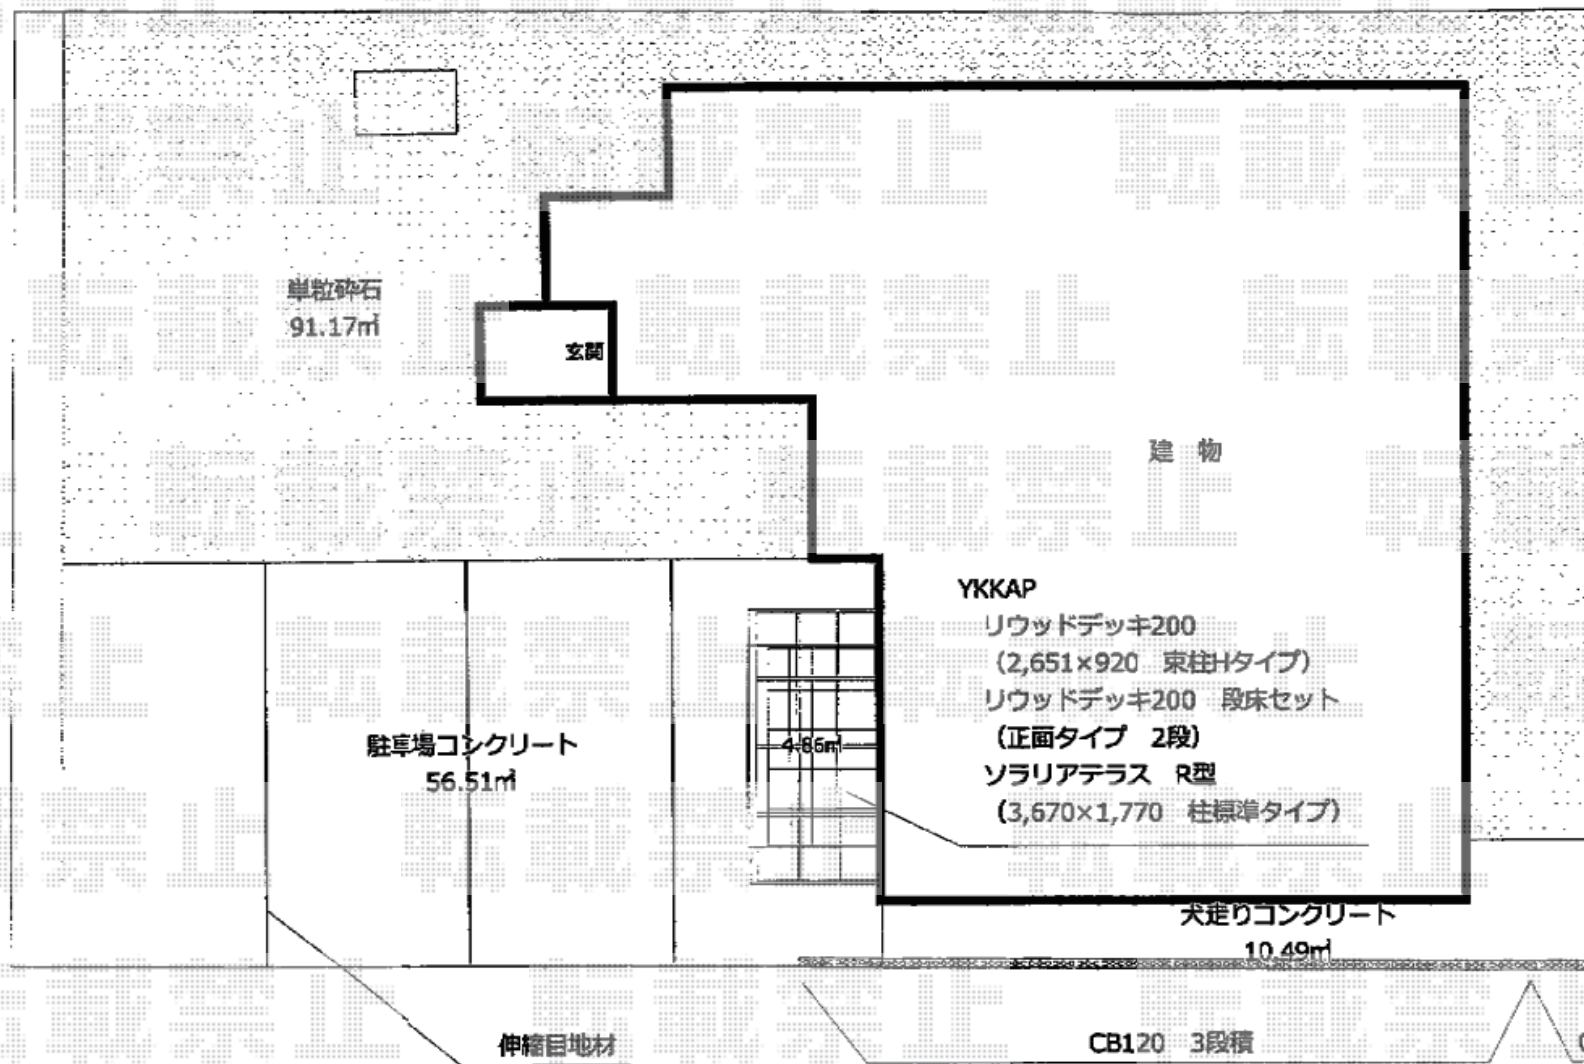 単粒砕石
91.17㎡
玄関
建 物
YKKAP
リウッドデッキ200
（2,651×920 束柱Hタイプ）
リウッドデッキ200 段床セット
（正面タイプ 2段）
ソラリアテラス R型
（3,670×1,770 柱標準タイプ）
駐車場コンクリート
56.51㎡
4.86㎡
犬走りコンクリート
10.49㎡
伸縮目地材
CB120 3段積
転載禁止